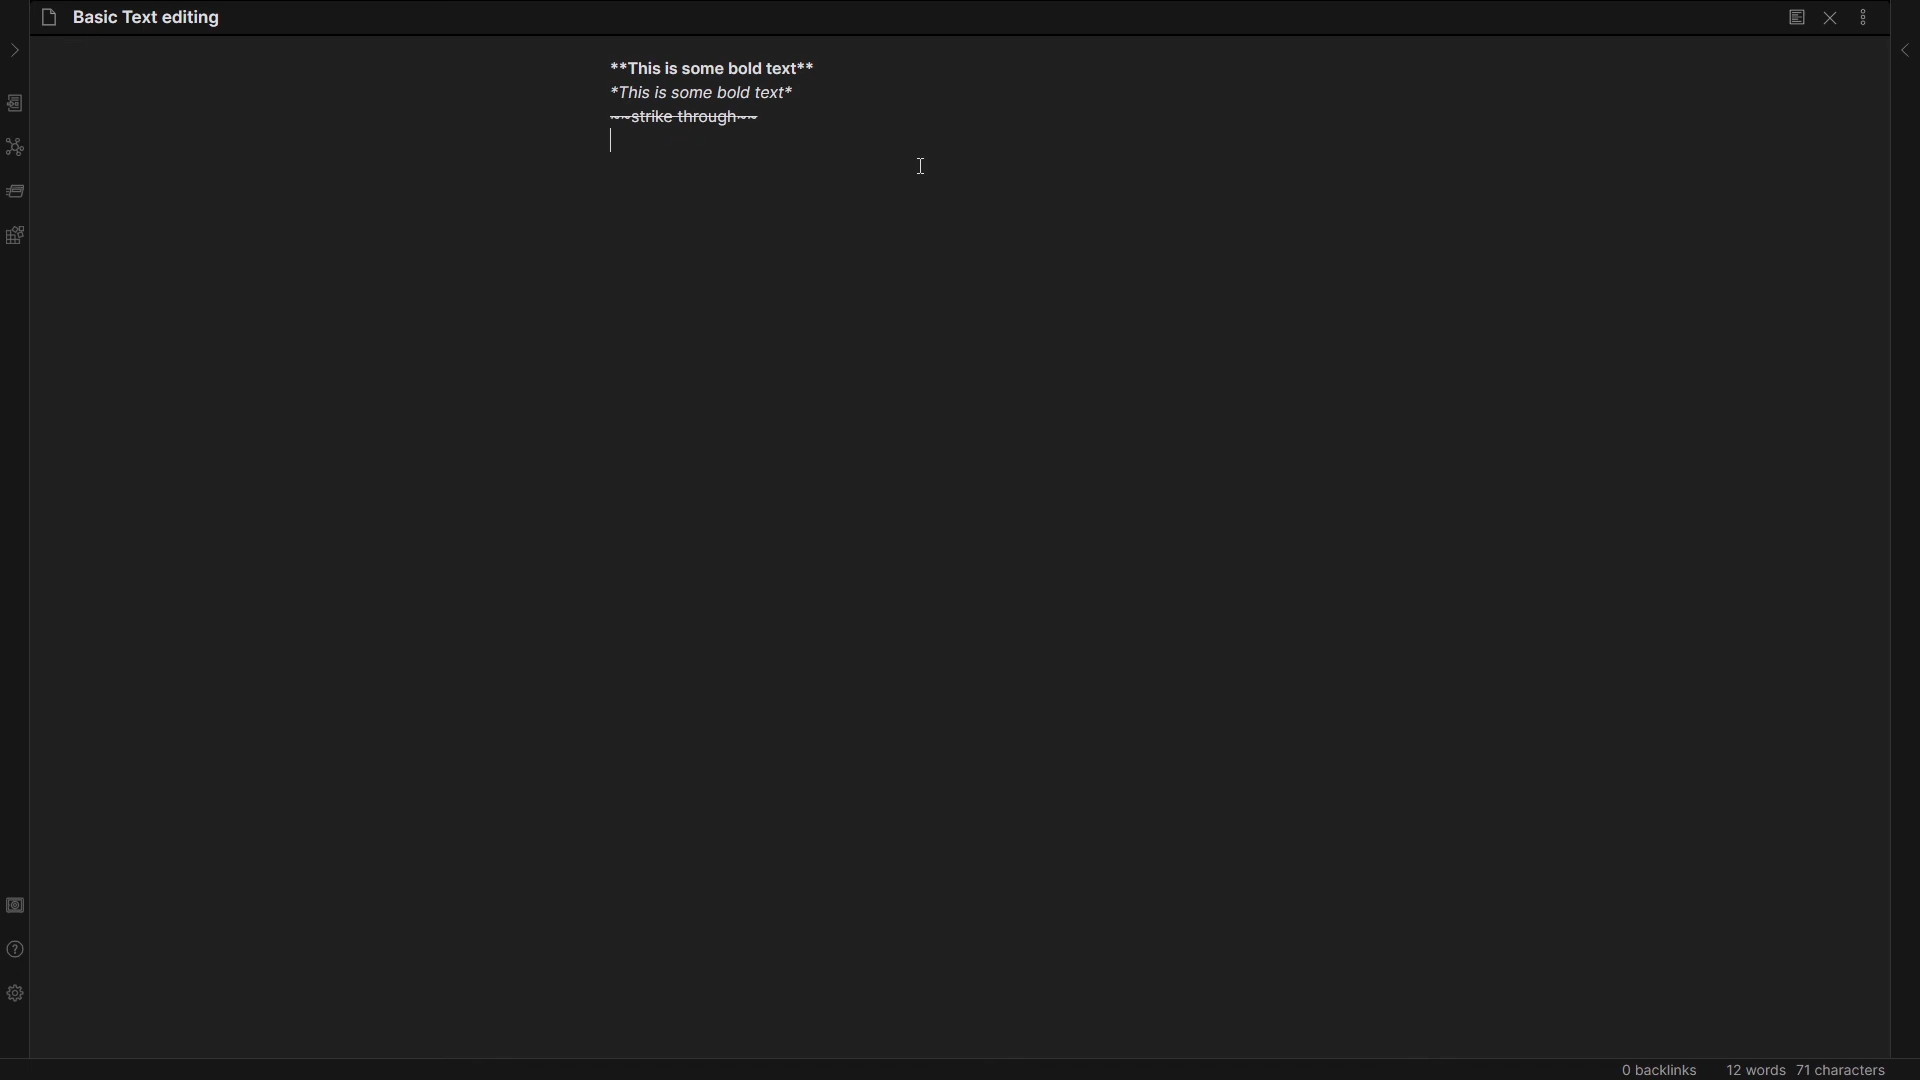 Basic Text editing
**This is some bold text**
*This is some bold text*
~~strike through~~
0 backlinks 12 words 71 characters